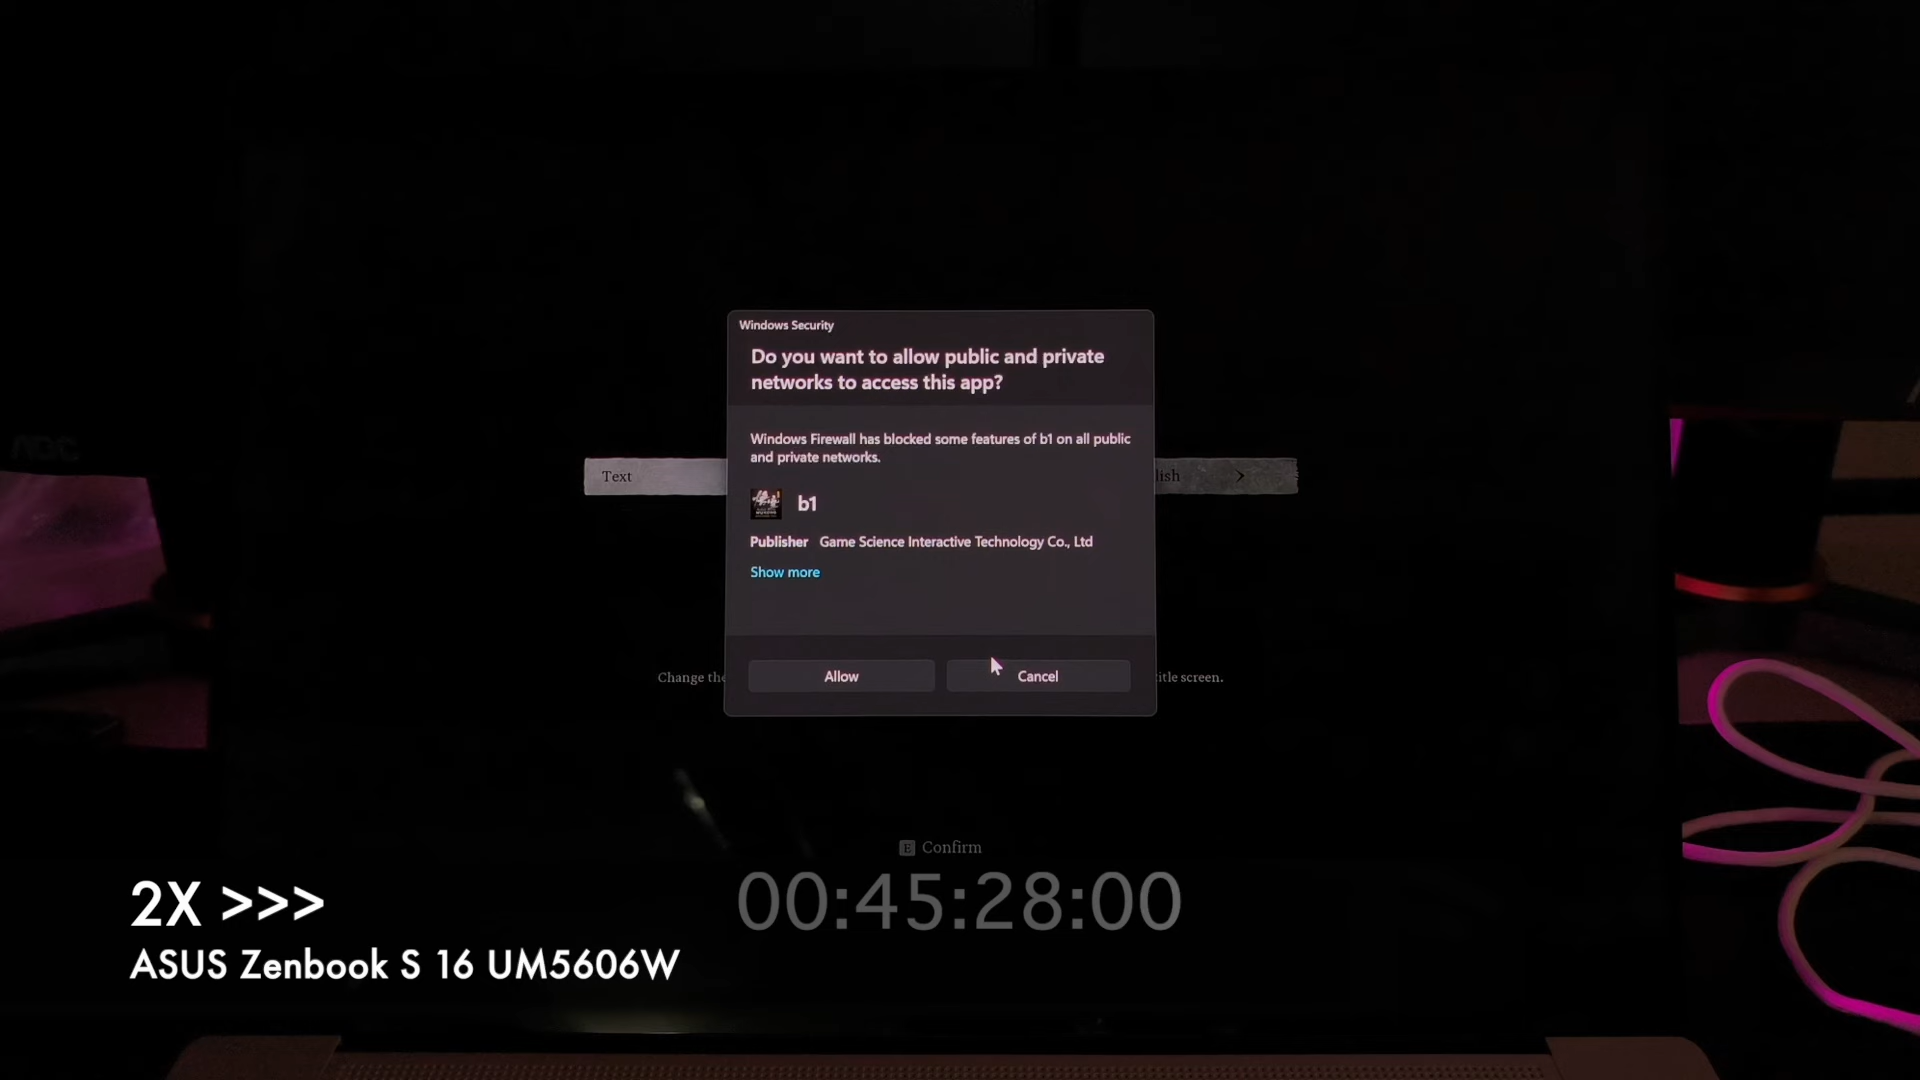 Windows Security
Do you want to allow public and private
networks to access this app?
Windows Firewall has blocked some features of b1 on all public
and private networks.
AOC
Text
lish >
b1
Publisher Game Science Interactive Technology Co., Ltd
Show more
Change the
Allow
Cancel
itle screen.
E Confirm
00:45:28:00
2X >>>
ASUS Zenbook S 16 UM5606W